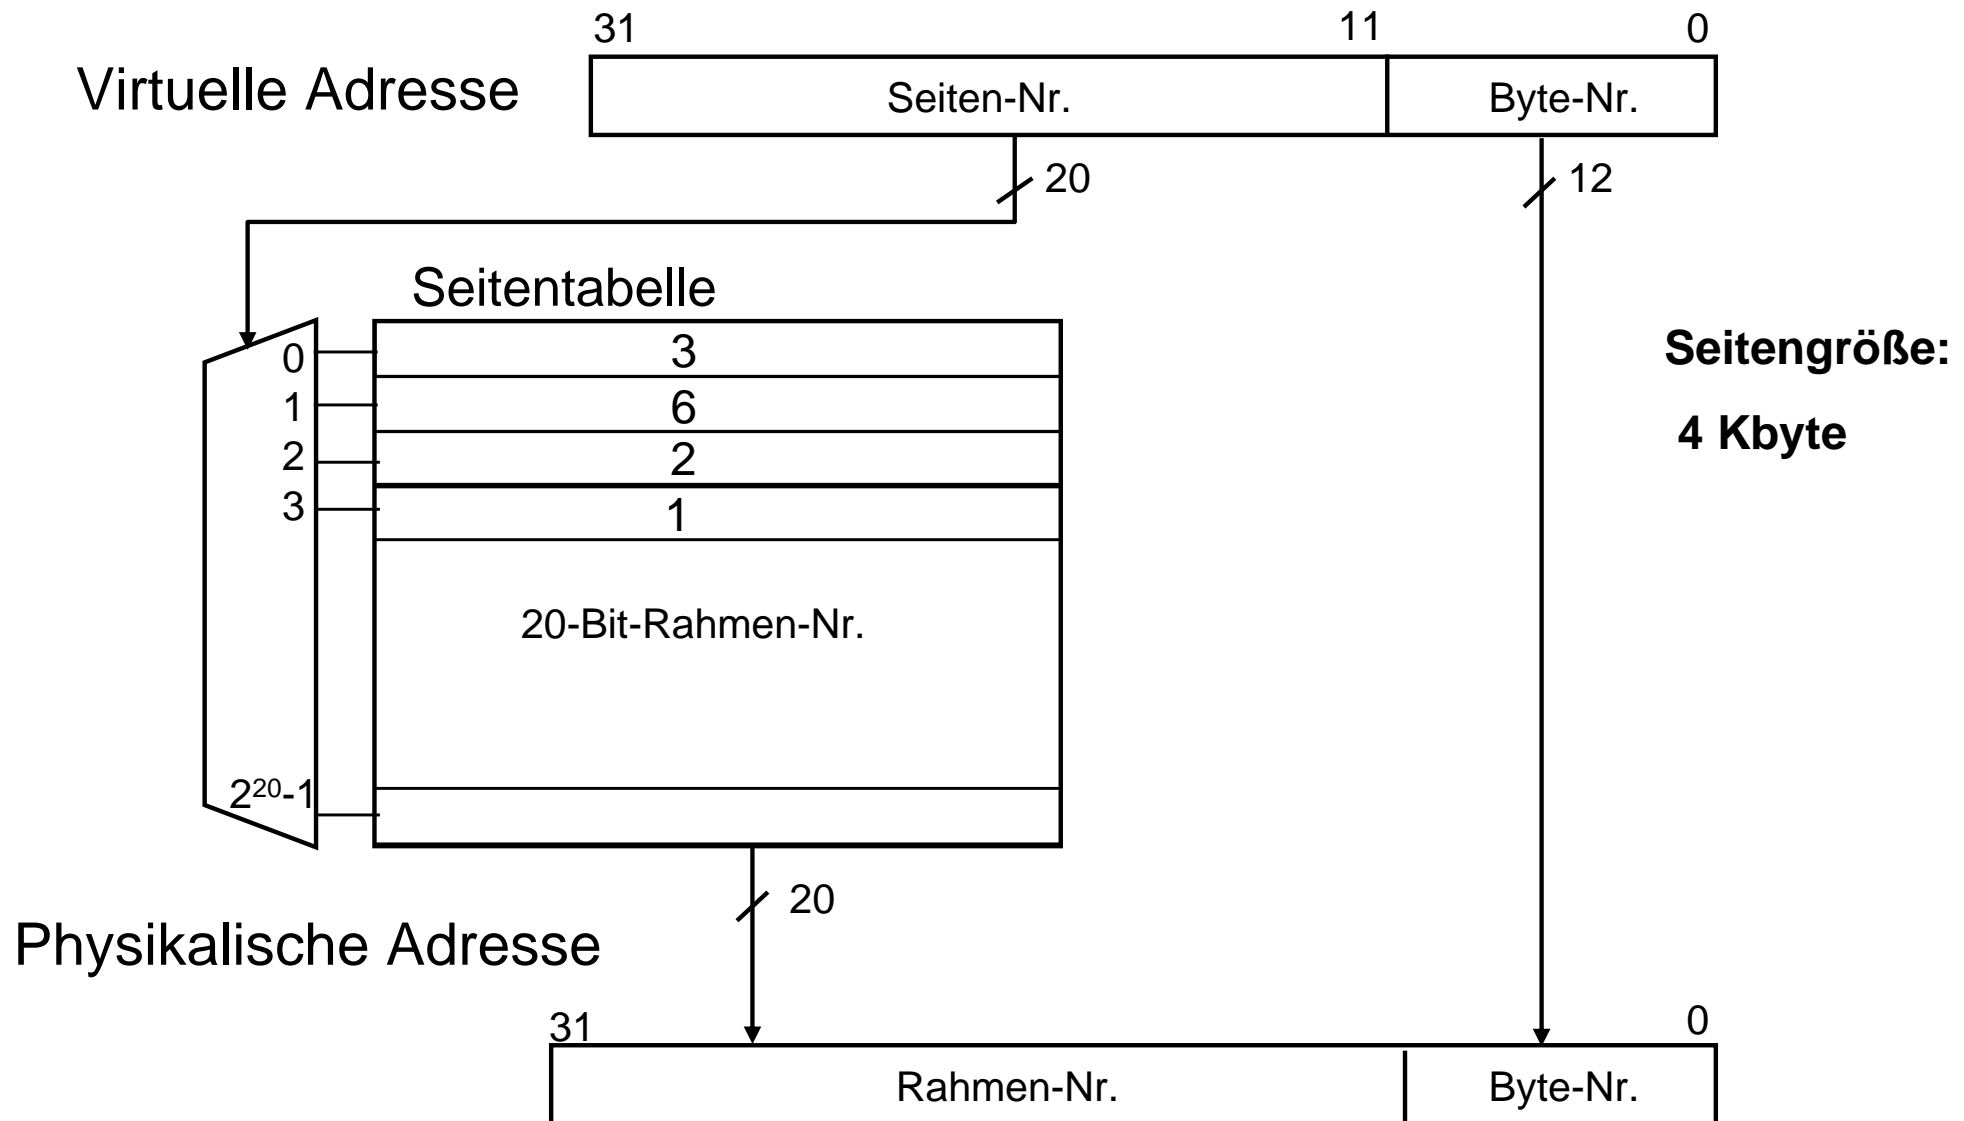 31 11 0
Virtuelle Adresse
Seiten-Nr. Byte-Nr.
20 12
Seitentabelle
0 3
1 6
2 2
3 1
Seitengröße:
4 Kbyte
20-Bit-Rahmen-Nr.
2²⁰-1
20
Physikalische Adresse
31 0
Rahmen-Nr. Byte-Nr.